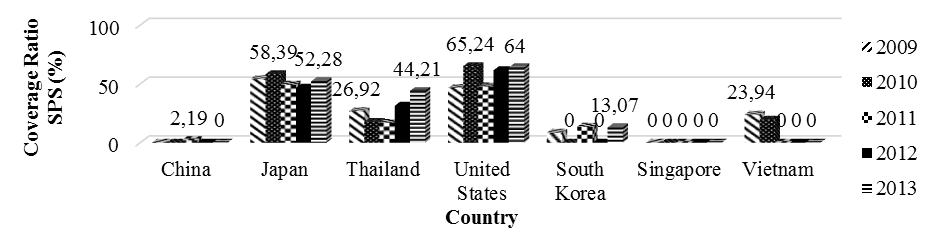 Coverage Ratio
SPS (%)
100
50
0
2,19 0
58,39 52,28
26,92 44,21
65,24 64
0 0 13,07
0 0 0 0 0
23,94 0 0 0
China
Japan
Thailand
United
States
South
Korea
Singapore
Vietnam
Country
2009
2010
2011
2012
2013